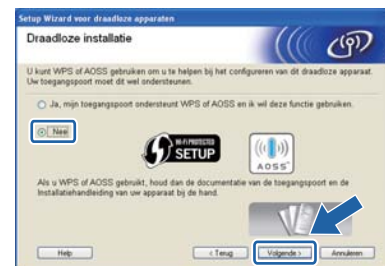 Setup Wizard voor draadloze apparaten
Draadloze installatie
U kunt WPS of AOSS gebruiken om u te helpen bij het configureren van dit draadloze apparaat.
Uw toegangspoort moet dit wel ondersteunen.
Ja, mijn toegangspoort ondersteunt WPS of AOSS en ik wil deze functie gebruiken.
Nee
Wi-Fi PROTECTED
SETUP
AOSS
Als u WPS of AOSS gebruikt, houd dan de documentatie van de toegangspoort en de
Installatiehandleiding van uw apparaat bij de hand.
Help
< Terug
Volgende >
Annuleren